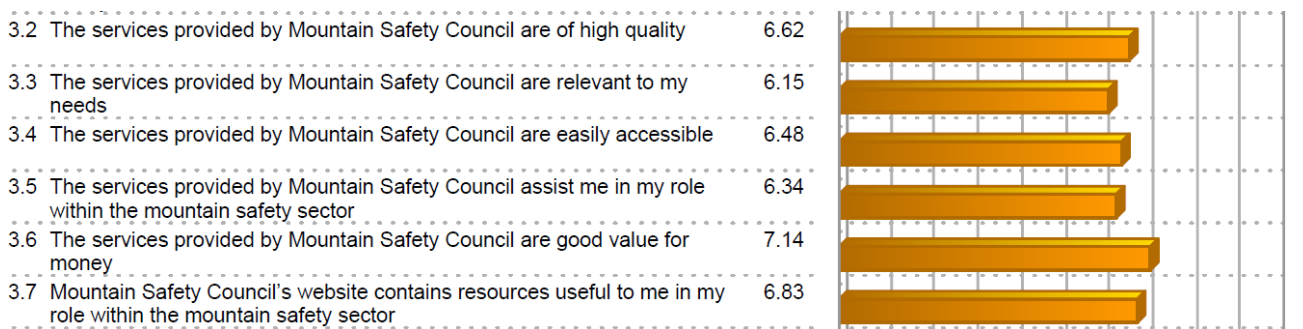 3.2 The services provided by Mountain Safety Council are of high quality 6.62
3.3 The services provided by Mountain Safety Council are relevant to my 6.15
needs
3.4 The services provided by Mountain Safety Council are easily accessible 6.48
3.5 The services provided by Mountain Safety Council assist me in my role 6.34
within the mountain safety sector
3.6 The services provided by Mountain Safety Council are good value for 7.14
money
3.7 Mountain Safety Council's website contains resources useful to me in my 6.83
role within the mountain safety sector